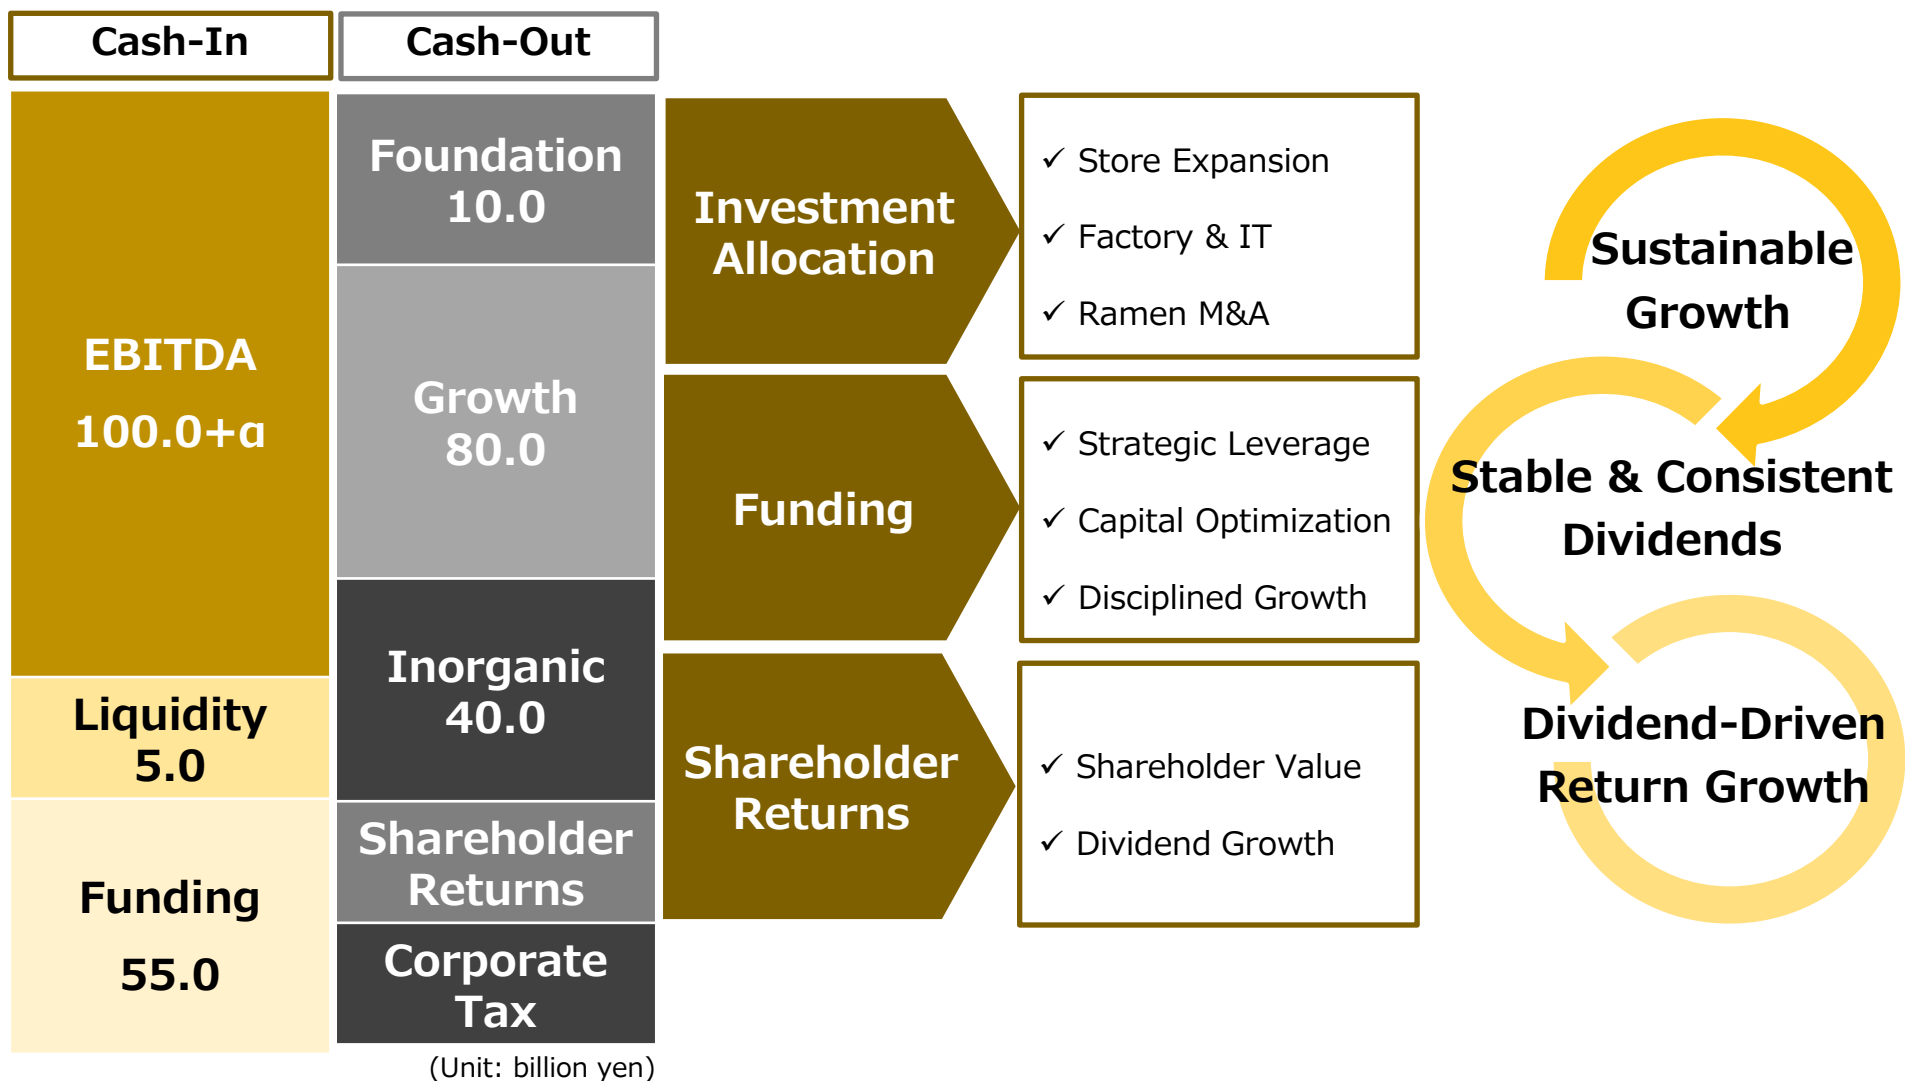 Cash-In
Cash-Out
EBITDA
100.0+α
Liquidity
5.0
Funding
55.0
Foundation
10.0
Growth
80.0
Inorganic
40.0
Shareholder
Returns
Corporate
Tax
(Unit: billion yen)
Investment
Allocation
✓ Store Expansion
✓ Factory & IT
✓ Ramen M&A
Funding
✓ Strategic Leverage
✓ Capital Optimization
✓ Disciplined Growth
Shareholder
Returns
✓ Shareholder Value
✓ Dividend Growth
Sustainable
Growth
Stable & Consistent
Dividends
Dividend-Driven
Return Growth